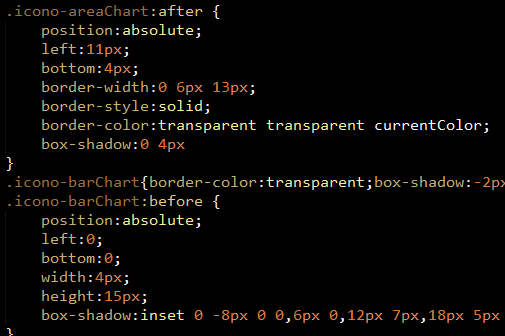 .icono-areaChart:after {
position:absolute;
left:11px;
bottom:4px;
border-width:0 6px 13px;
border-style:solid;
border-color:transparent transparent currentColor;
box-shadow:0 4px
}
.icono-barChart{border-color:transparent;box-shadow:-2px
.icono-barChart:before {
position:absolute;
left:0;
bottom:0;
width:4px;
height:15px;
box-shadow:inset 0 -8px 0 0,6px 0,12px 7px,18px 5px
}